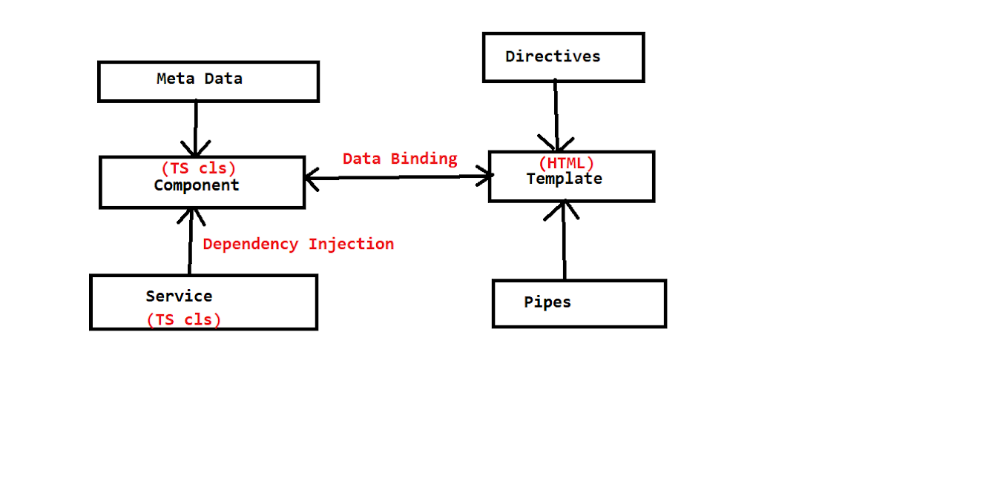 Directives
Meta Data
Data Binding
(TS cls)
Component
(HTML)
Template
Dependency Injection
Service
(TS cls)
Pipes